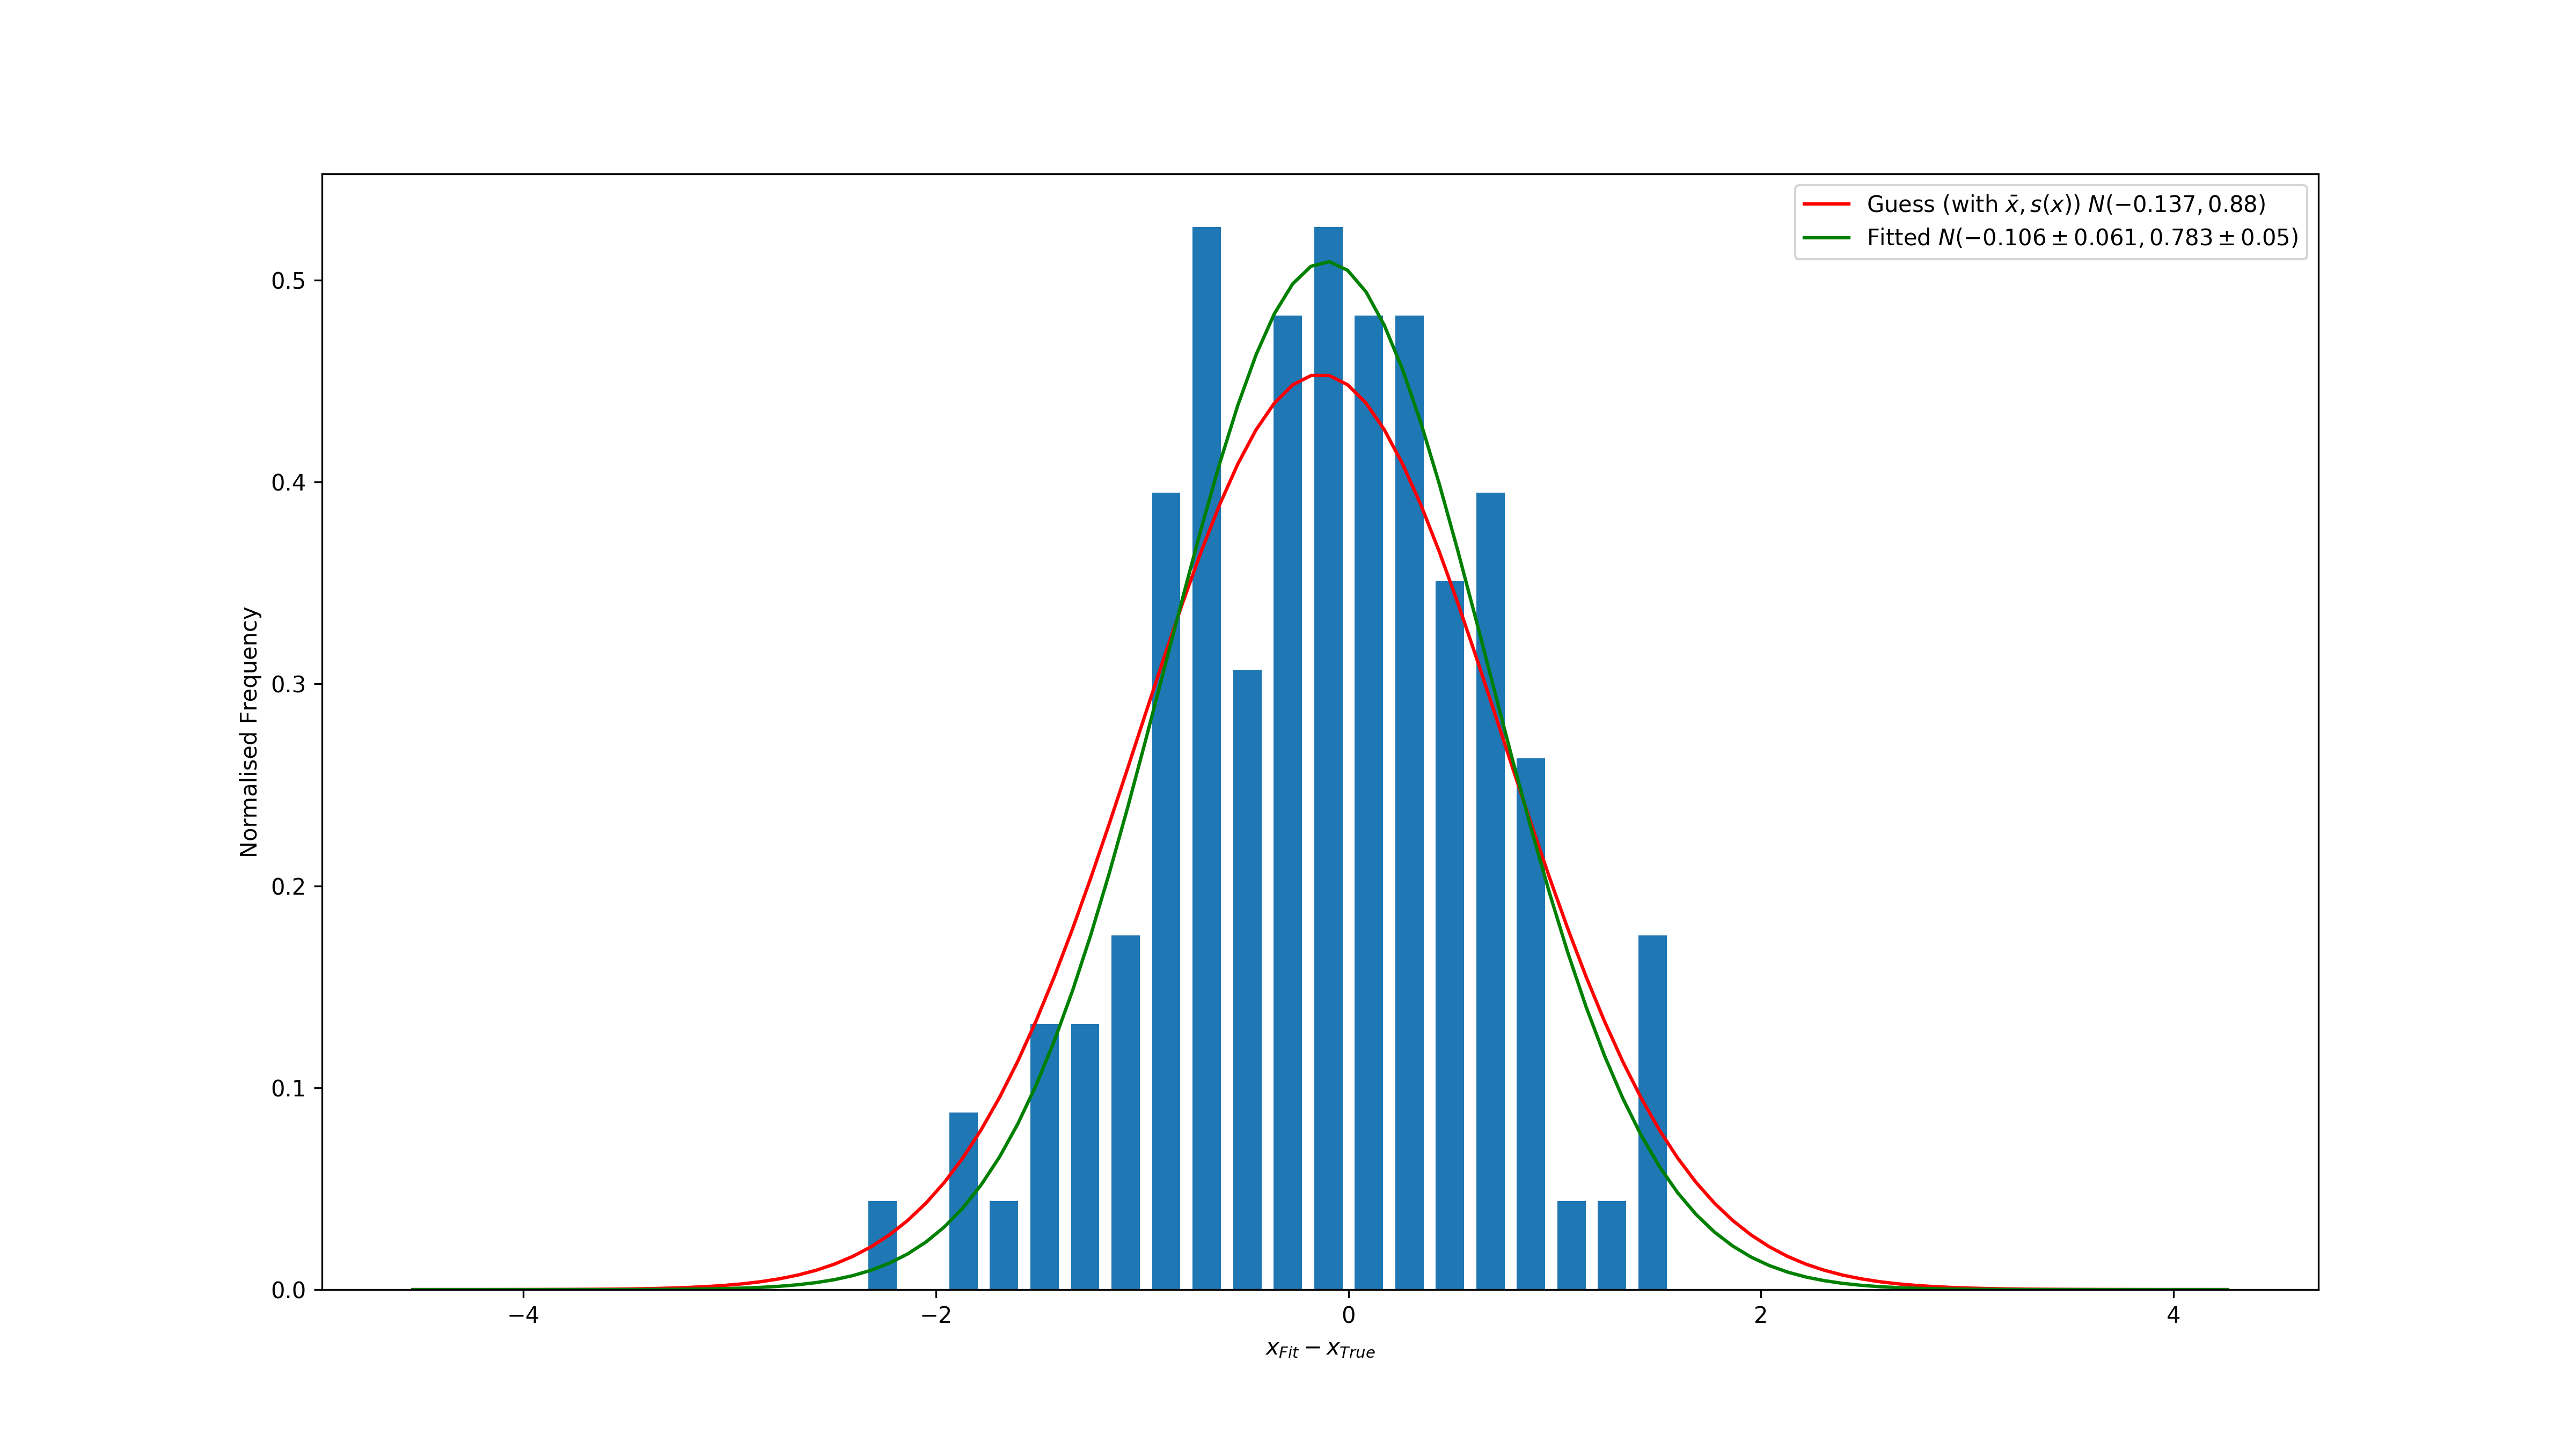 Guess (with x̄, s(x)) N(−0.137, 0.88)
Fitted N(−0.106 ± 0.061, 0.783 ± 0.05)
Normalised Frequency
0.5
0.4
0.3
0.2
0.1
0.0
−4 −2 0 2 4
x_Fit − x_True